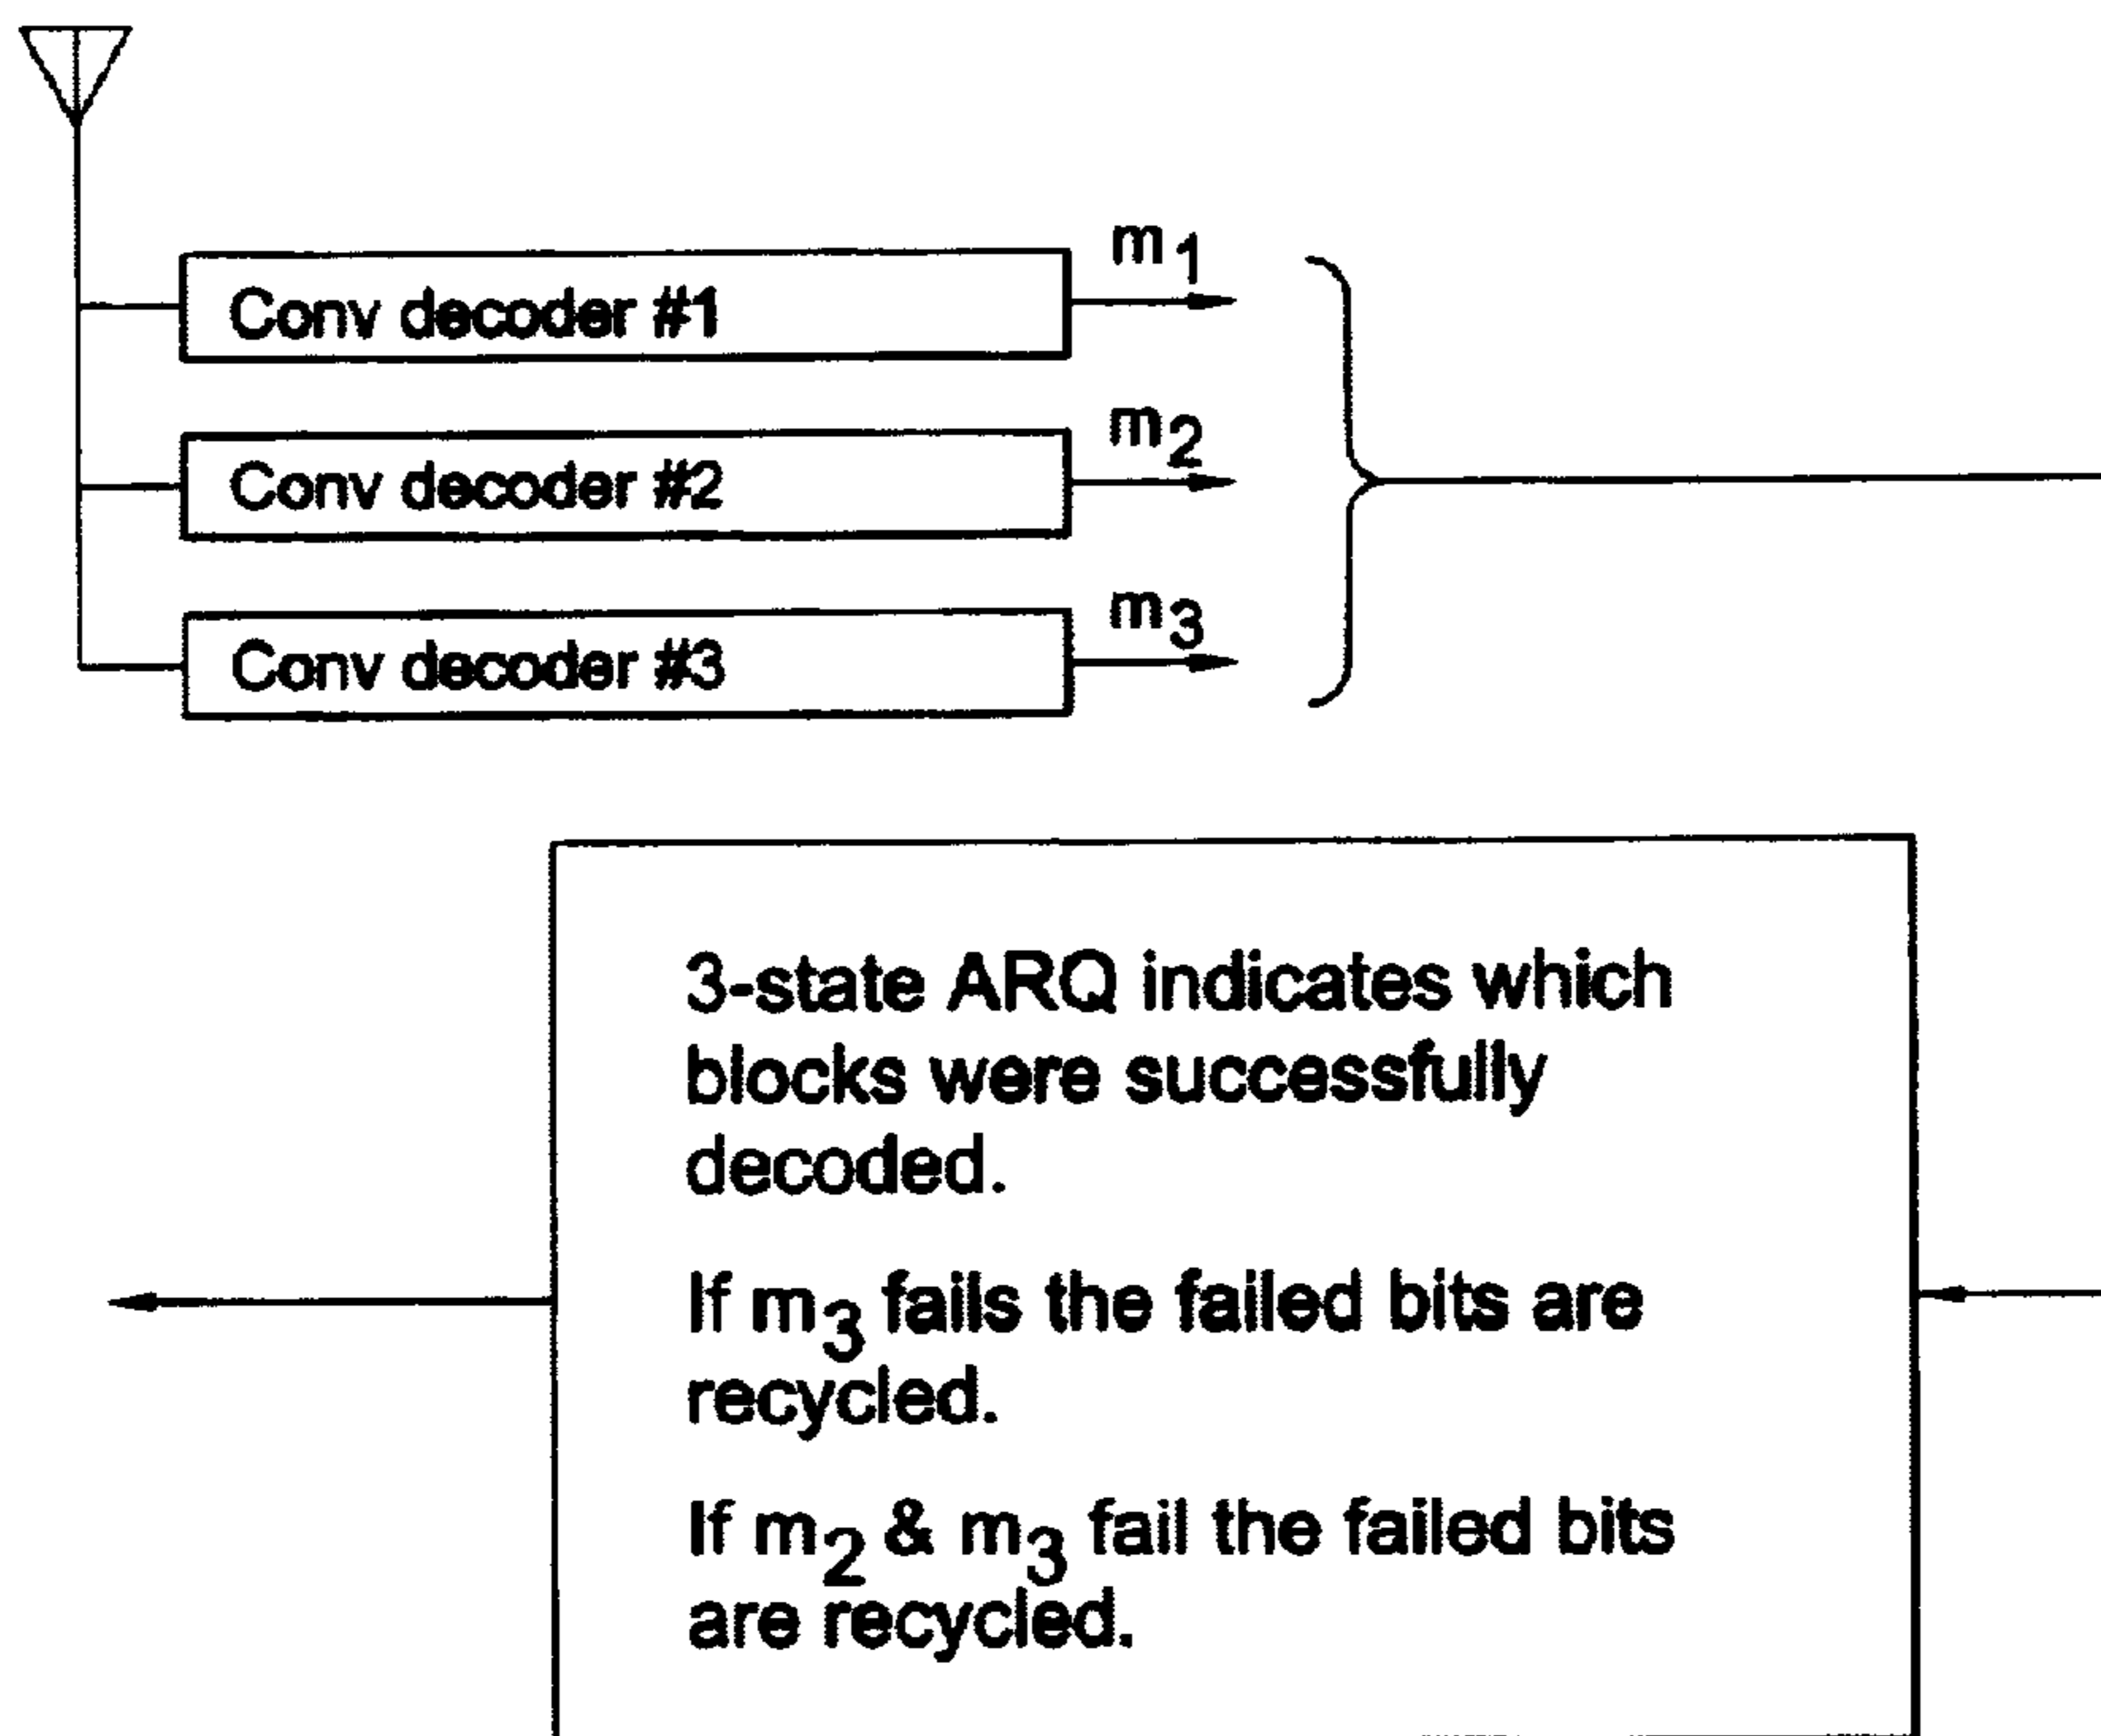 m1
Conv decoder #1
m2
Conv decoder #2
m3
Conv decoder #3
3-state ARQ indicates which
blocks were successfully
decoded.
If m3 fails the failed bits are
recycled.
If m2 & m3 fail the failed bits
are recycled.